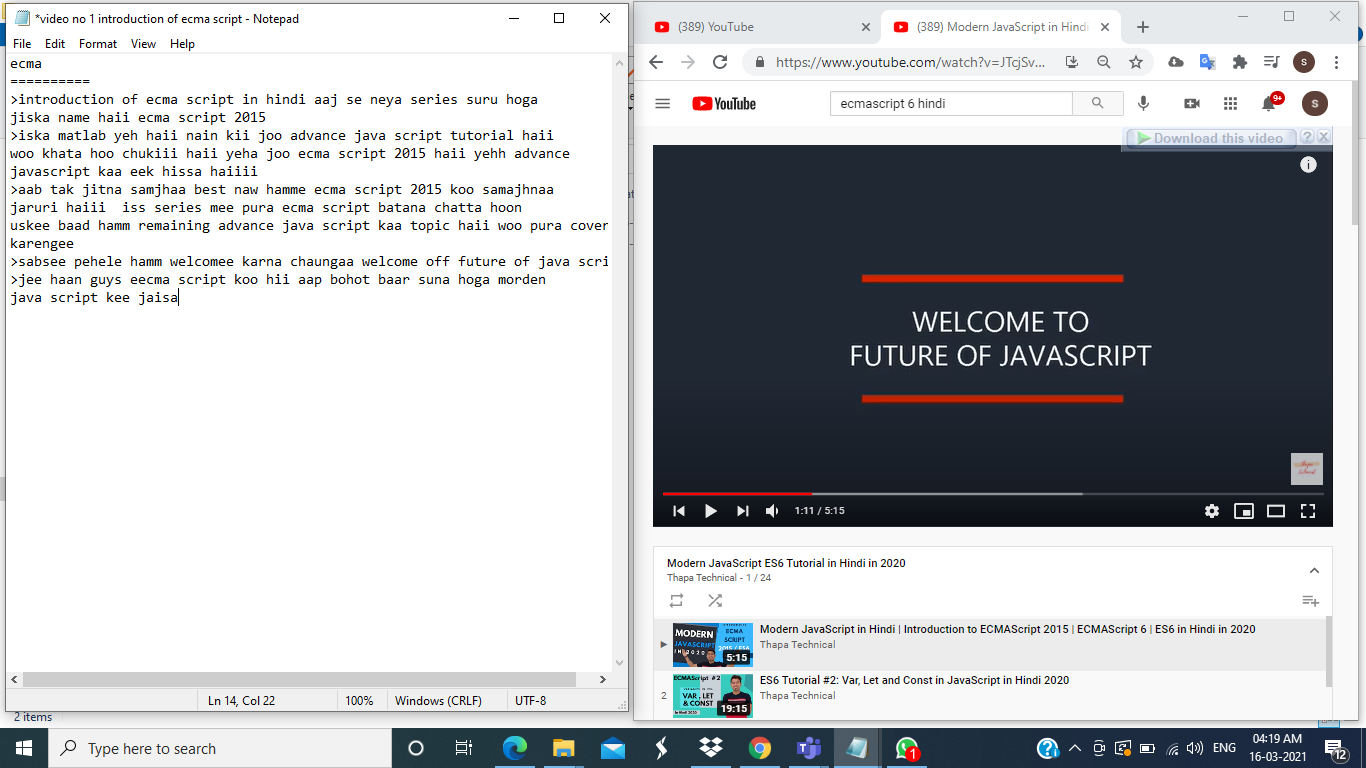 *video no 1 introduction of ecma script - Notepad
File Edit Format View Help
ecma
==========
>introduction of ecma script in hindi aaj se neya series suru hoga
jiska name haii ecma script 2015
>iska matlab yeh haii nain kii joo advance java script tutorial haii
woo khata hoo chukiii haii yeha joo ecma script 2015 haii yehh advance
javascript kaa eek hissa haiiii
>aab tak jitna samjhaa best naw hamme ecma script 2015 koo samajhnaa
jaruri haiii  iss series mee pura ecma script batana chatta hoon
uskee baad hamm remaining advance java script kaa topic haii woo pura cover
karengee
>sabsee pehele hamm welcomee karna chaungaa welcome off future of java scri
>jee haan guys eecma script koo hii aap bohot baar suna hoga morden
java script kee jaisa
Ln 14, Col 22 100% Windows (CRLF) UTF-8
2 items
(389) YouTube
(389) Modern JavaScript in Hindi
https://www.youtube.com/watch?v=JTcjSv...
S
YouTube
ecmascript 6 hindi
9+
S
Download this video ? X
WELCOME TO
FUTURE OF JAVASCRIPT
1:11 / 5:15
Modern JavaScript ES6 Tutorial in Hindi in 2020
Thapa Technical - 1 / 24
MODERN
JAVASCRIPT
IN 2020
ECMA
SCRIPT
2015 / ES6
5:15
Modern JavaScript in Hindi | Introduction to ECMAScript 2015 | ECMAScript 6 | ES6 in Hindi in 2020
Thapa Technical
2
ECMAScript #2
VAR, LET
& CONST
19:15
ES6 Tutorial #2: Var, Let and Const in JavaScript in Hindi 2020
Thapa Technical
Type here to search
1
ENG
04:19 AM
16-03-2021
12